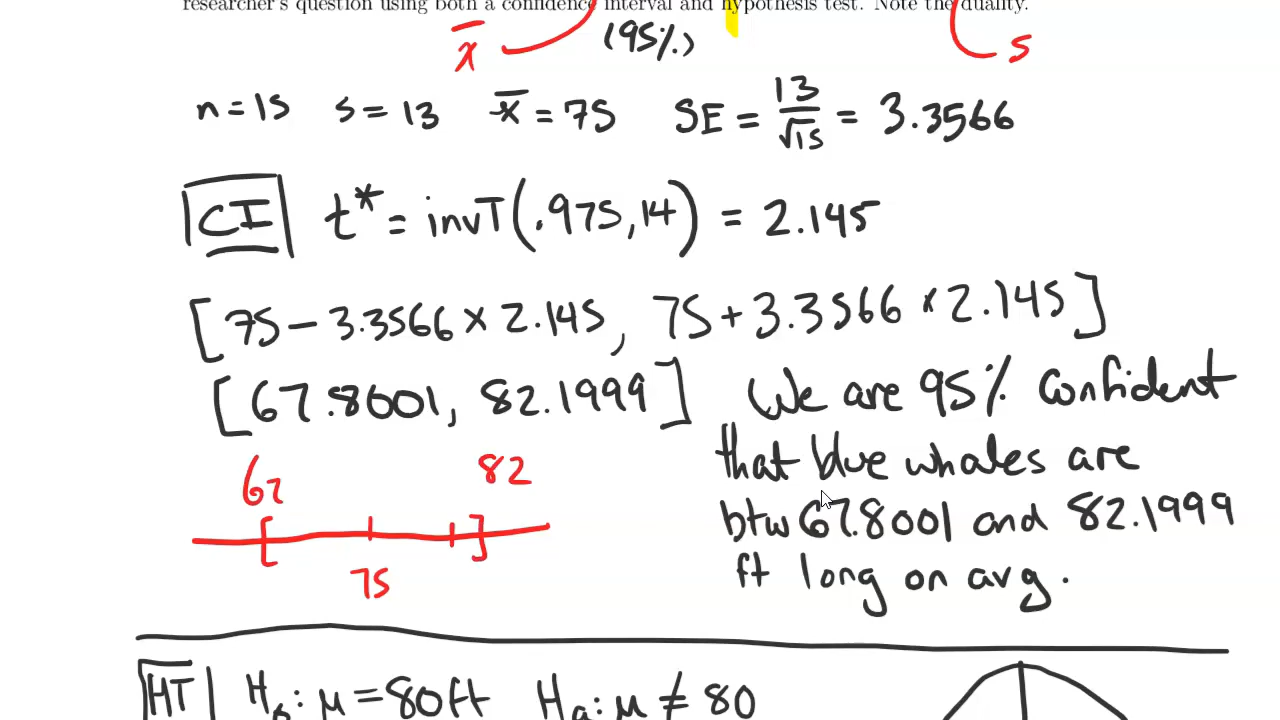 researcher's question using both a confidence interval and hypothesis test. Note the duality.
x̄ (95%) s
n = 15 s = 13 x̄ = 75 SE = 13/√15 = 3.3566
CI t* = invT(.975, 14) = 2.145
[75 - 3.3566 × 2.145, 75 + 3.3566 × 2.145]
[67.8001, 82.1999] We are 95% confident
that blue whales are
btw 67.8001 and 82.1999
ft long on avg.
67 82
75
HT H₀: μ = 80ft Hₐ: μ ≠ 80